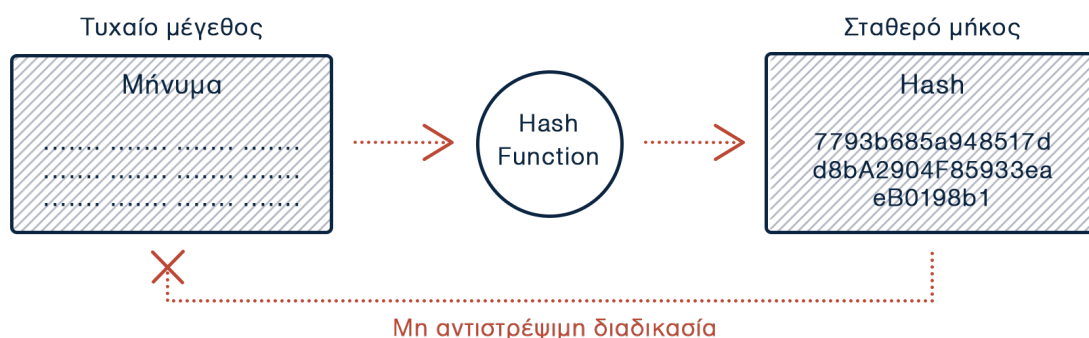 Τυχαίο μέγεθος
Μήνυμα
....... ....... ....... .......
....... ....... ....... .......
....... ....... ....... .......
Hash
Function
Σταθερό μήκος
Hash
7793b685a948517d
d8bA2904F85933ea
eB0198b1
Μη αντιστρέψιμη διαδικασία